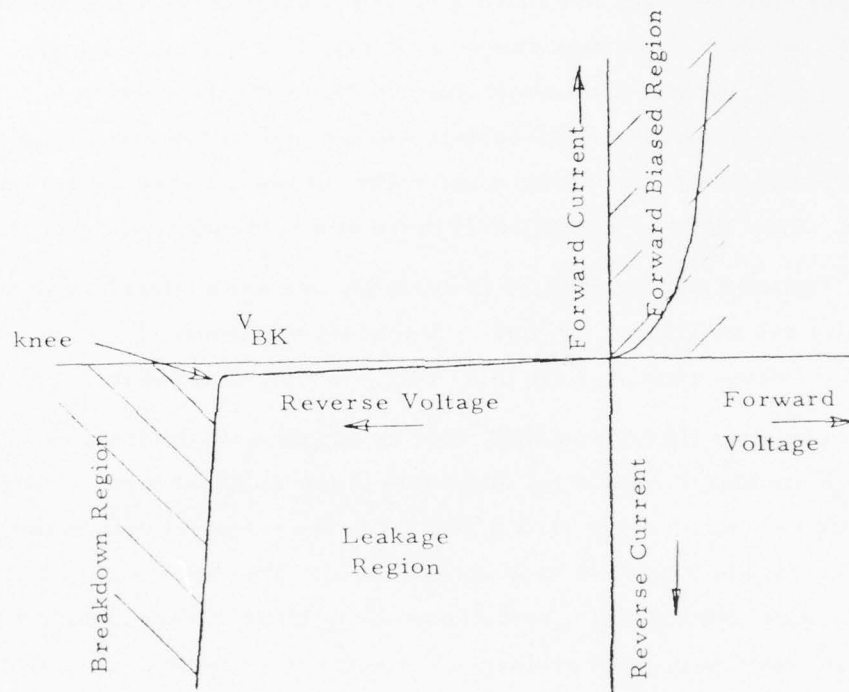 Forward Current
Forward Biased Region
V_BK
knee
Reverse Voltage
Forward
Voltage
Breakdown Region
Leakage
Region
Reverse Current